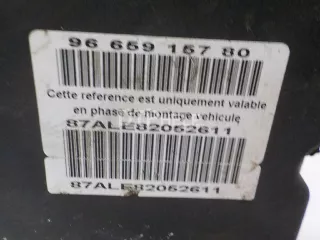 96 659 157 80
Cette reference est uniquement valable
en phase de montage vehicule
87ALE82052611
87ALE82052611